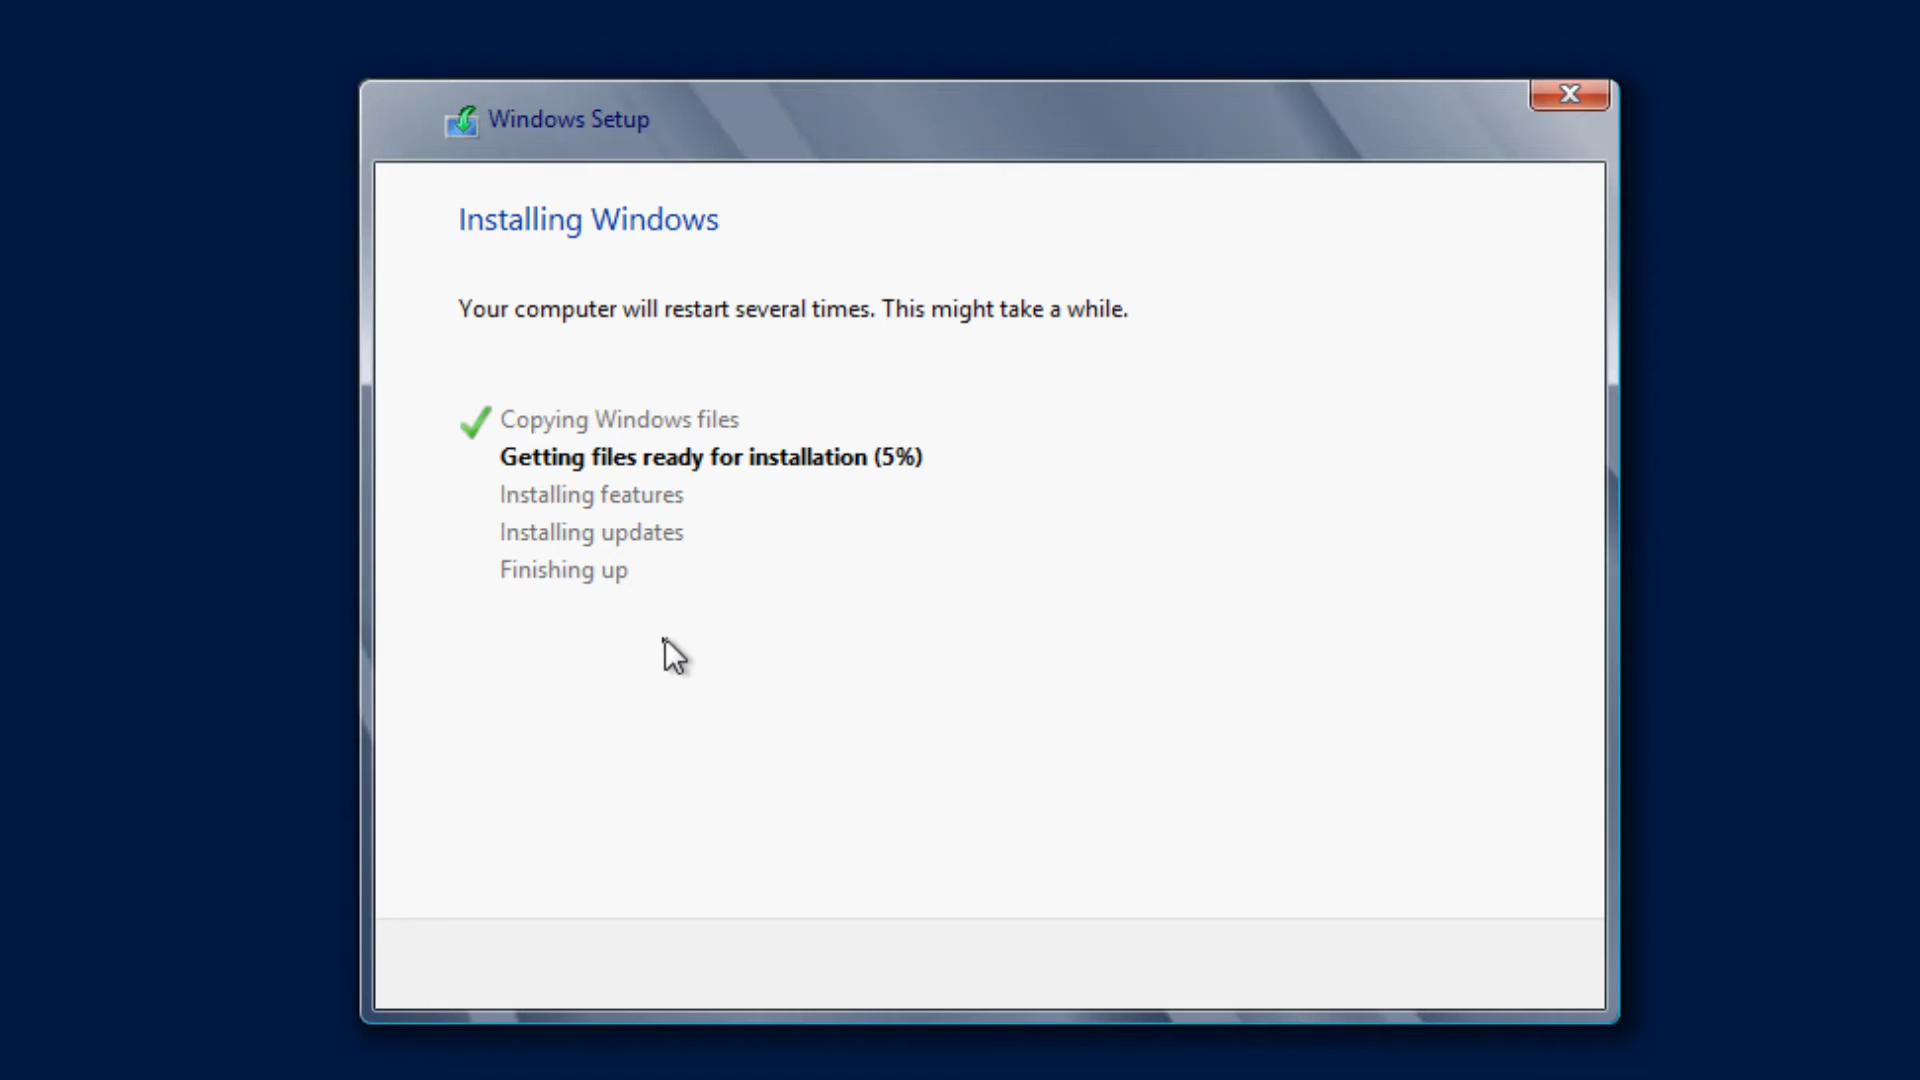 Windows Setup
Installing Windows
Your computer will restart several times. This might take a while.
Copying Windows files
Getting files ready for installation (5%)
Installing features
Installing updates
Finishing up